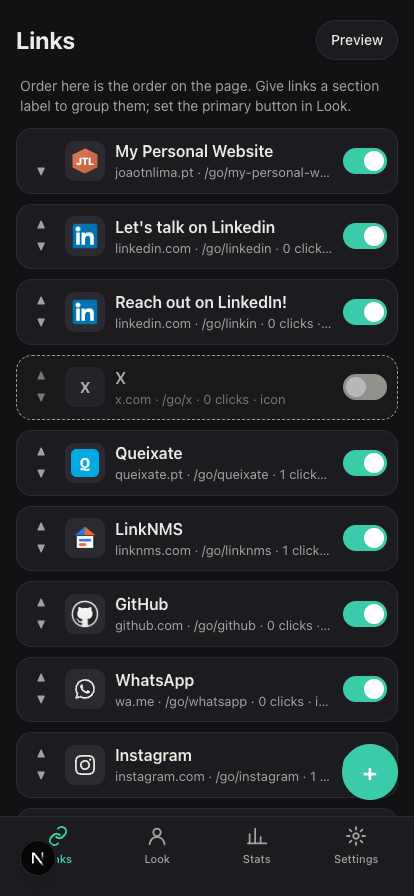 Links
Preview
Order here is the order on the page. Give links a section
label to group them; set the primary button in Look.
JTL
My Personal Website
joaotnlima.pt · /go/my-personal-w...
in
Let's talk on Linkedin
linkedin.com · /go/linkedin · 0 click...
in
Reach out on LinkedIn!
linkedin.com · /go/linkin · 0 clicks ·...
X
X
x.com · /go/x · 0 clicks · icon
Q
Queixate
queixate.pt · /go/queixate · 1 click...
LinkNMS
linknms.com · /go/linknms · 1 click...
GitHub
github.com · /go/github · 0 clicks ·...
WhatsApp
wa.me · /go/whatsapp · 0 clicks · i...
Instagram
instagram.com · /go/instagram · 1 ...
+
N
nks
Look
Stats
Settings